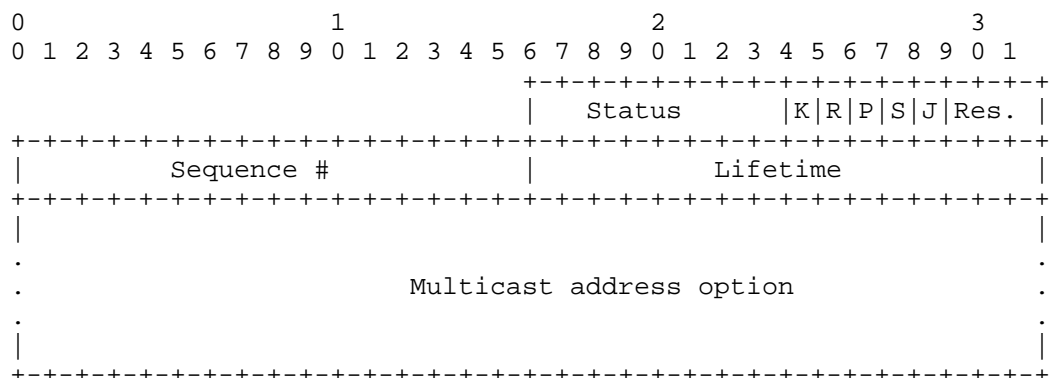 0                   1                   2                   3
0 1 2 3 4 5 6 7 8 9 0 1 2 3 4 5 6 7 8 9 0 1 2 3 4 5 6 7 8 9 0 1
                                +-+-+-+-+-+-+-+-+-+-+-+-+-+-+-+-+
                                |   Status      |K|R|P|S|J|Res. |
+-+-+-+-+-+-+-+-+-+-+-+-+-+-+-+-+-+-+-+-+-+-+-+-+-+-+-+-+-+-+-+-+
|         Sequence #            |           Lifetime            |
+-+-+-+-+-+-+-+-+-+-+-+-+-+-+-+-+-+-+-+-+-+-+-+-+-+-+-+-+-+-+-+-+
|                                                               |
.                                                               .
.                        Multicast address option               .
.                                                               .
|                                                               |
+-+-+-+-+-+-+-+-+-+-+-+-+-+-+-+-+-+-+-+-+-+-+-+-+-+-+-+-+-+-+-+-+